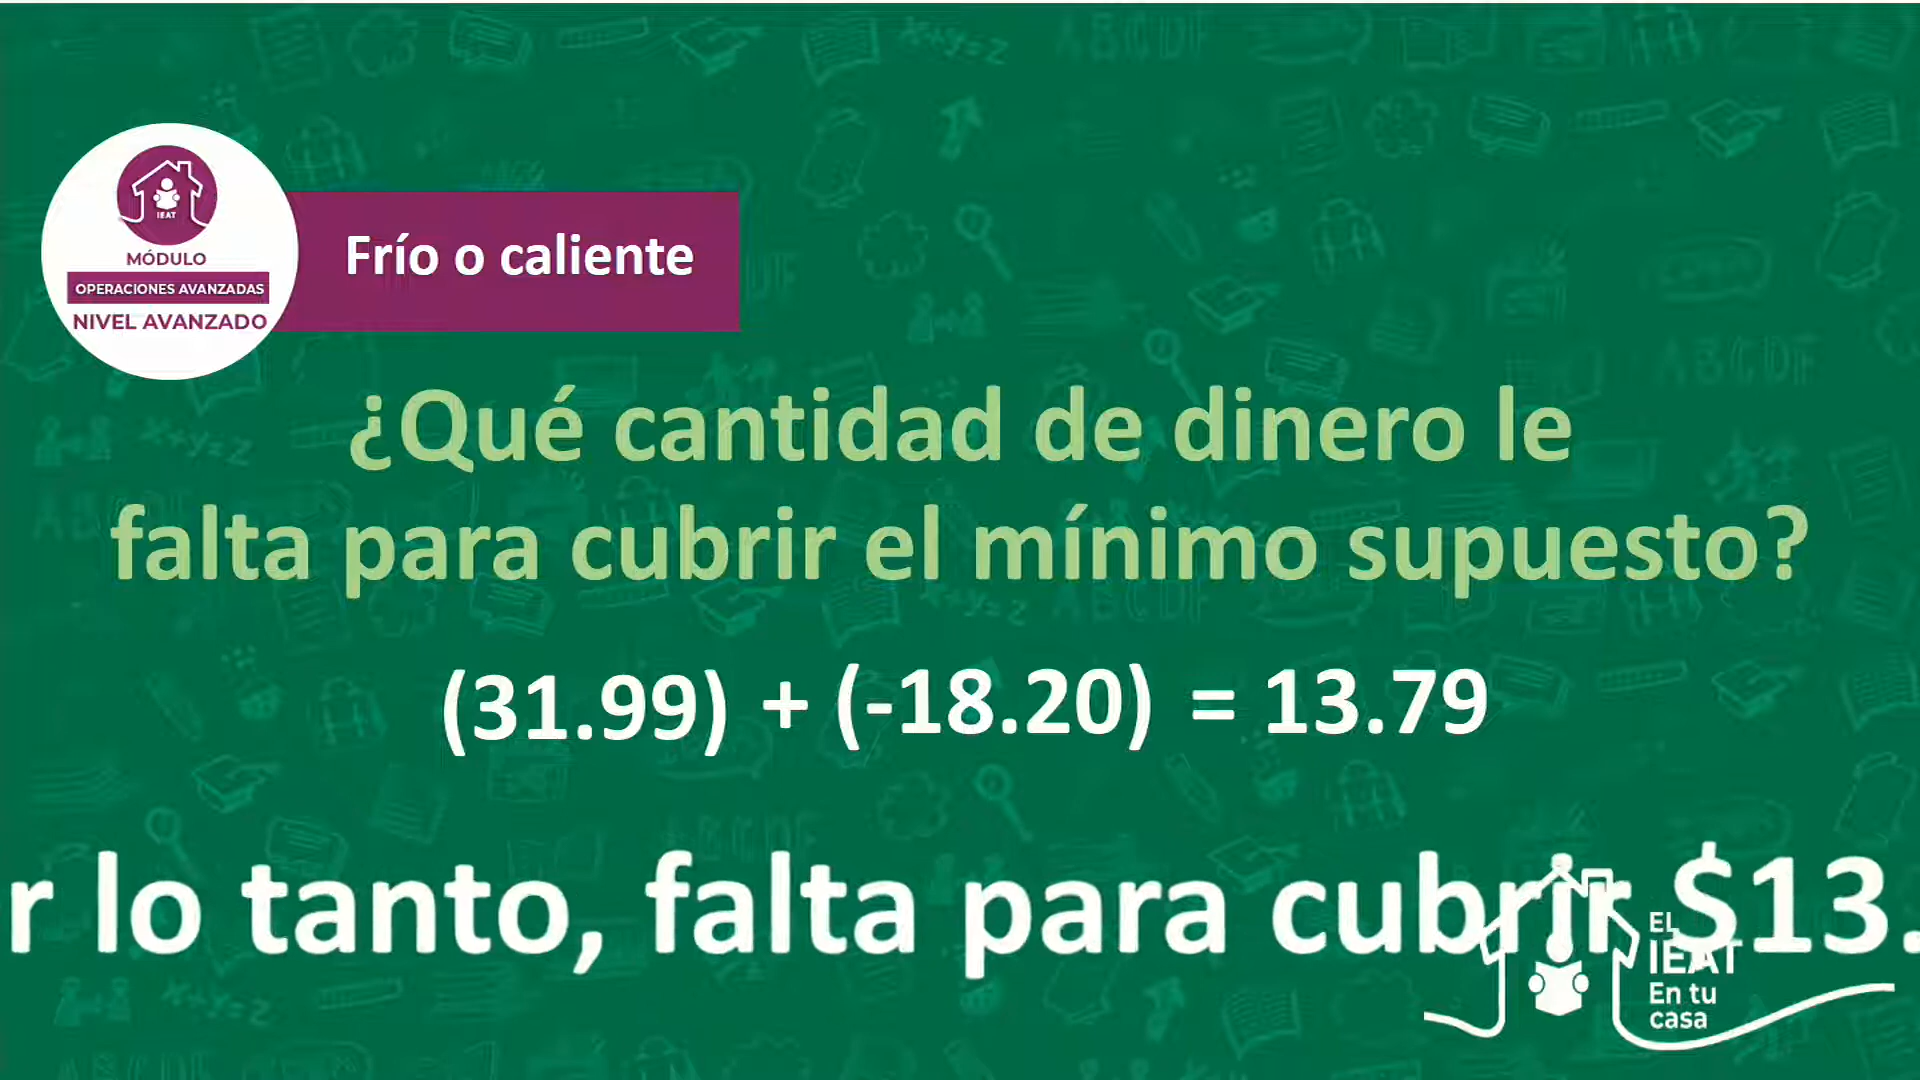 IEAT
MÓDULO
OPERACIONES AVANZADAS
NIVEL AVANZADO
Frío o caliente
¿Qué cantidad de dinero le
falta para cubrir el mínimo supuesto?
(31.99) + (-18.20) = 13.79
r lo tanto, falta para cubrir $13.
EL
IEAT
En tu
casa